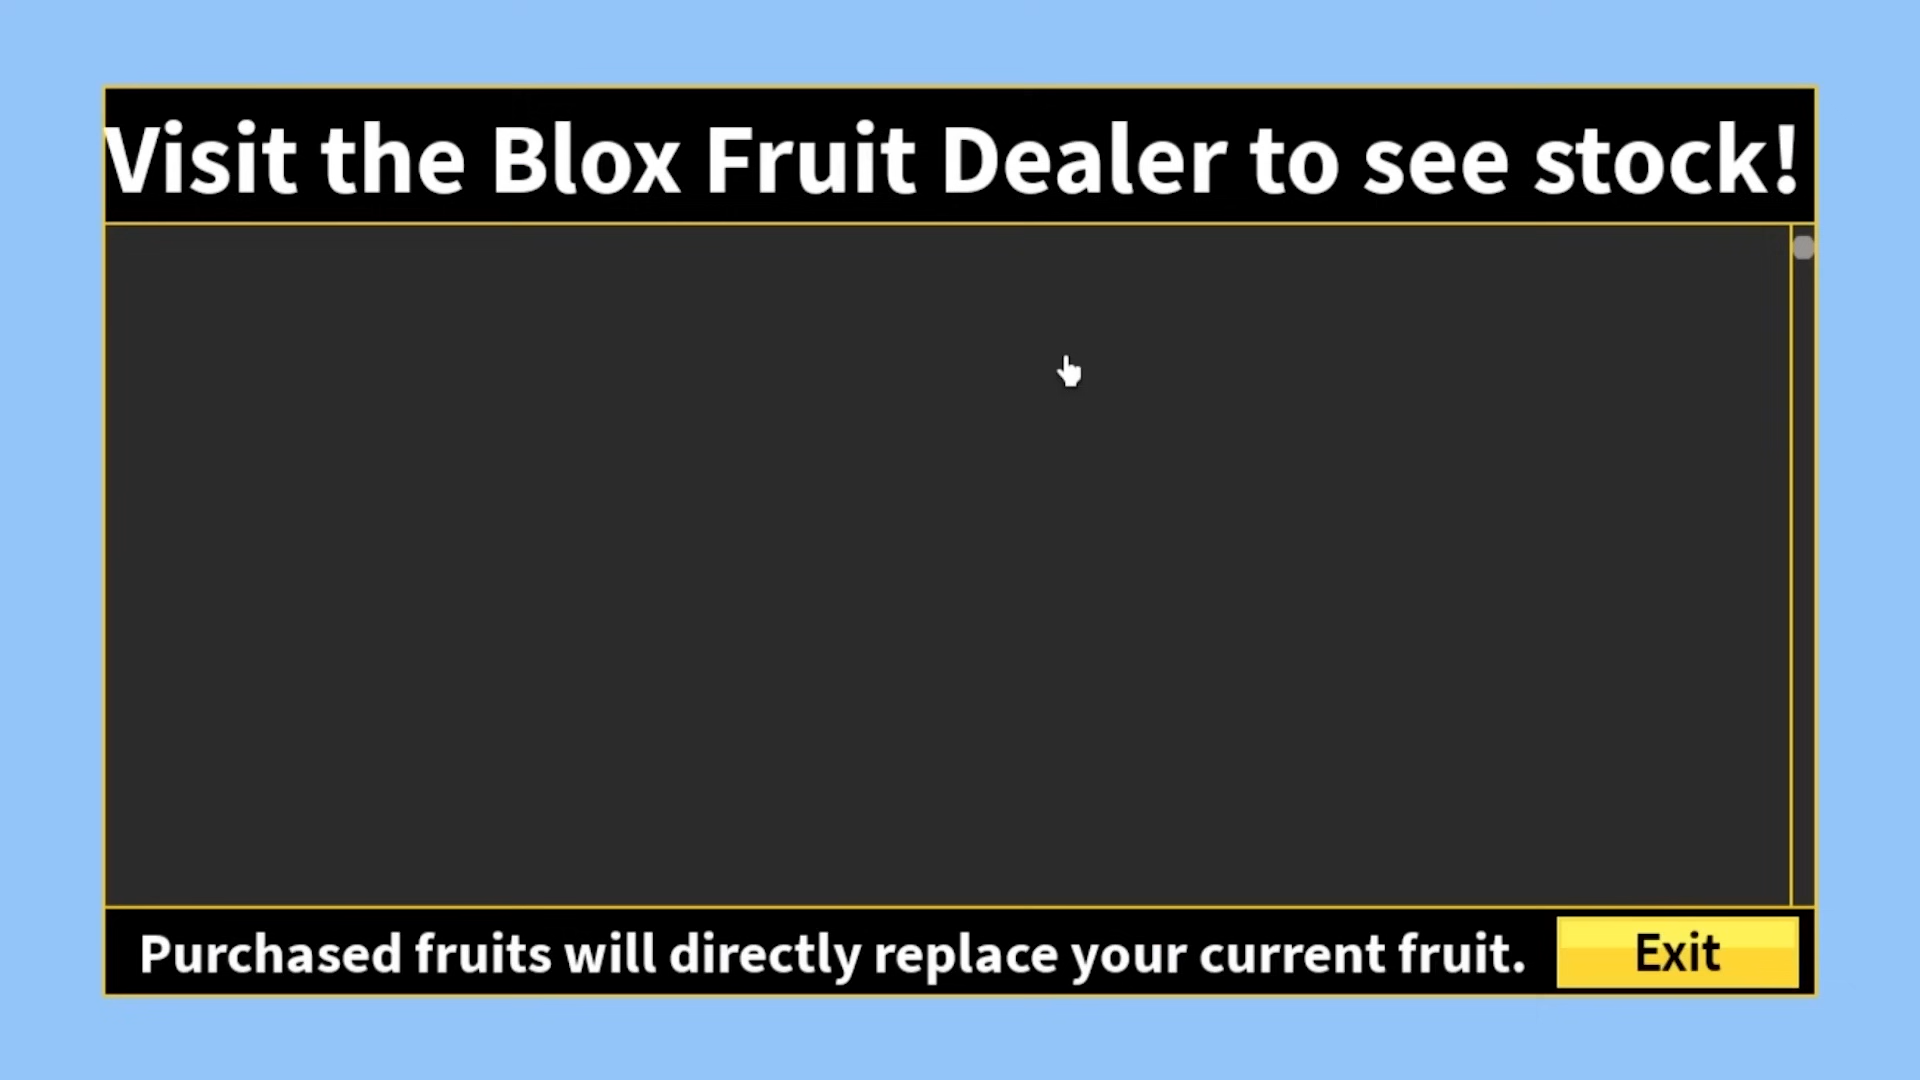 Visit the Blox Fruit Dealer to see stock!
Purchased fruits will directly replace your current fruit.
Exit